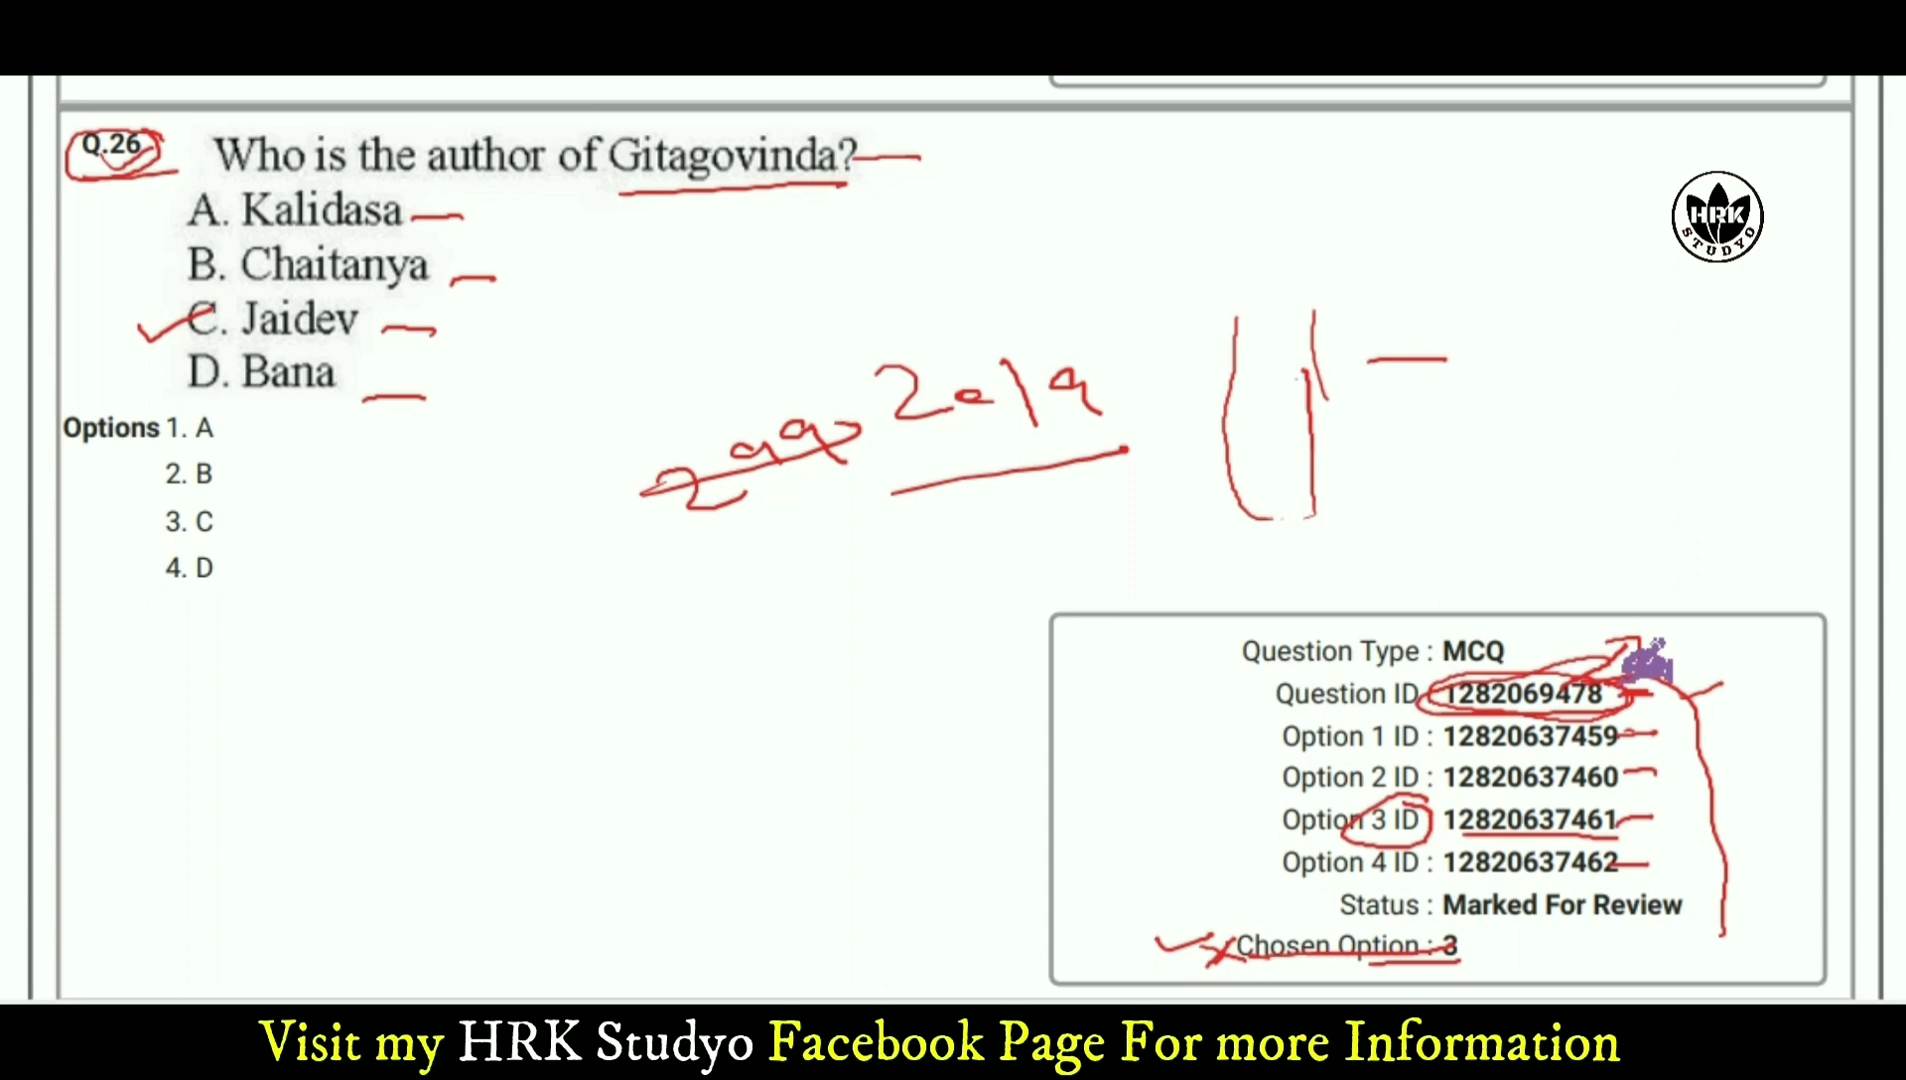 Q.26 Who is the author of Gitagovinda?
A. Kalidasa
B. Chaitanya
C. Jaidev
D. Bana
Options 1. A
2. B
3. C
4. D
HRK
STUDYO
Question Type : MCQ
Question ID 1282069478
Option 1 ID : 12820637459
Option 2 ID : 12820637460
Option 3 ID 12820637461
Option 4 ID : 12820637462
Status : Marked For Review
Chosen Option : 3
Visit my HRK Studyo Facebook Page For more Information